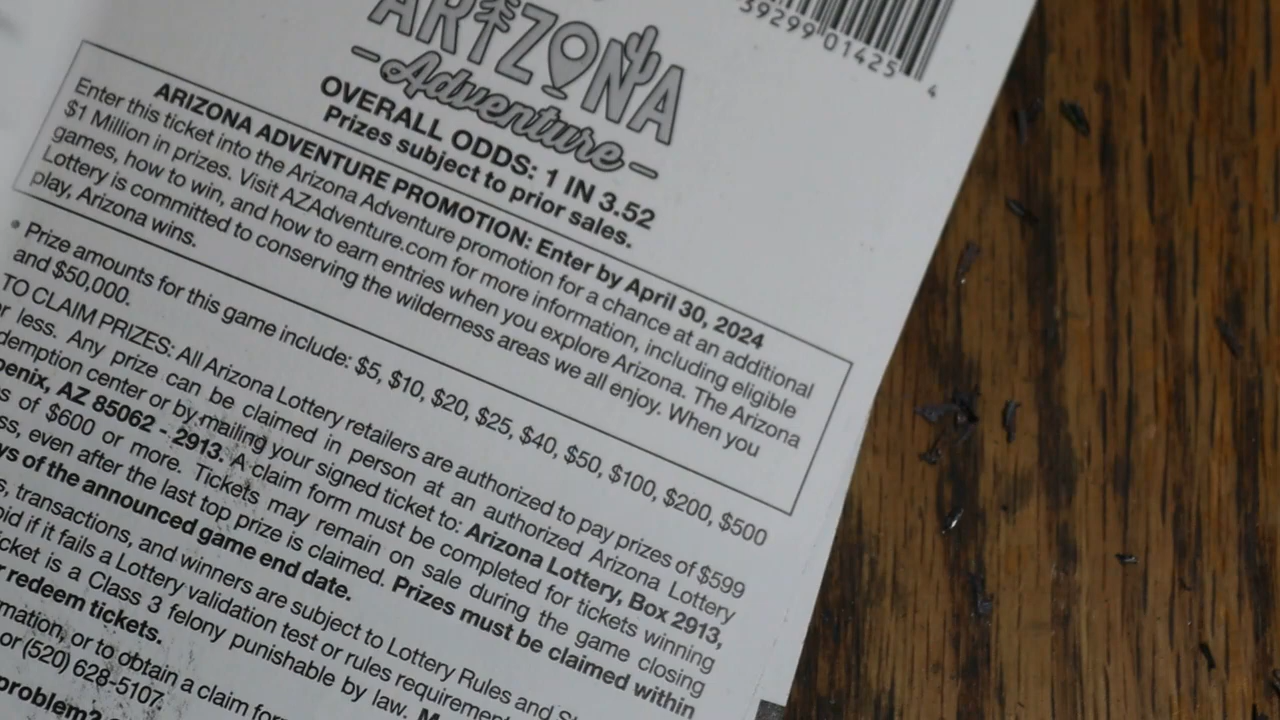 39299 01425 4
ARIZONA
Adventure
OVERALL ODDS: 1 IN 3.52
Prizes subject to prior sales.
ARIZONA ADVENTURE PROMOTION: Enter by April 30, 2024
Enter this ticket into the Arizona Adventure promotion for a chance at an additional
$1 Million in prizes. Visit AZAdventure.com for more information, including eligible
games, how to win, and how to earn entries when you explore Arizona. The Arizona
Lottery is committed to conserving the wilderness areas we all enjoy. When you
play, Arizona wins.
• Prize amounts for this game include: $5, $10, $20, $25, $40, $50, $100, $200, $500
and $50,000.
TO CLAIM PRIZES: All Arizona Lottery retailers are authorized to pay prizes of $599
or less. Any prize can be claimed in person at an authorized Arizona Lottery
demption center or by mailing your signed ticket to: Arizona Lottery, Box 2913,
oenix, AZ 85062 - 2913. A claim form must be completed for tickets winning
s of $600 or more. Tickets may remain on sale during the game closing
ss, even after the last top prize is claimed. Prizes must be claimed within
ys of the announced game end date.
s, transactions, and winners are subject to Lottery Rules and St
oid if it fails a Lottery validation test or rules requirement
icket is a Class 3 felony punishable by law. M
r redeem tickets.
rmation, or to obtain a claim for
or (520) 628-5107.
problem?